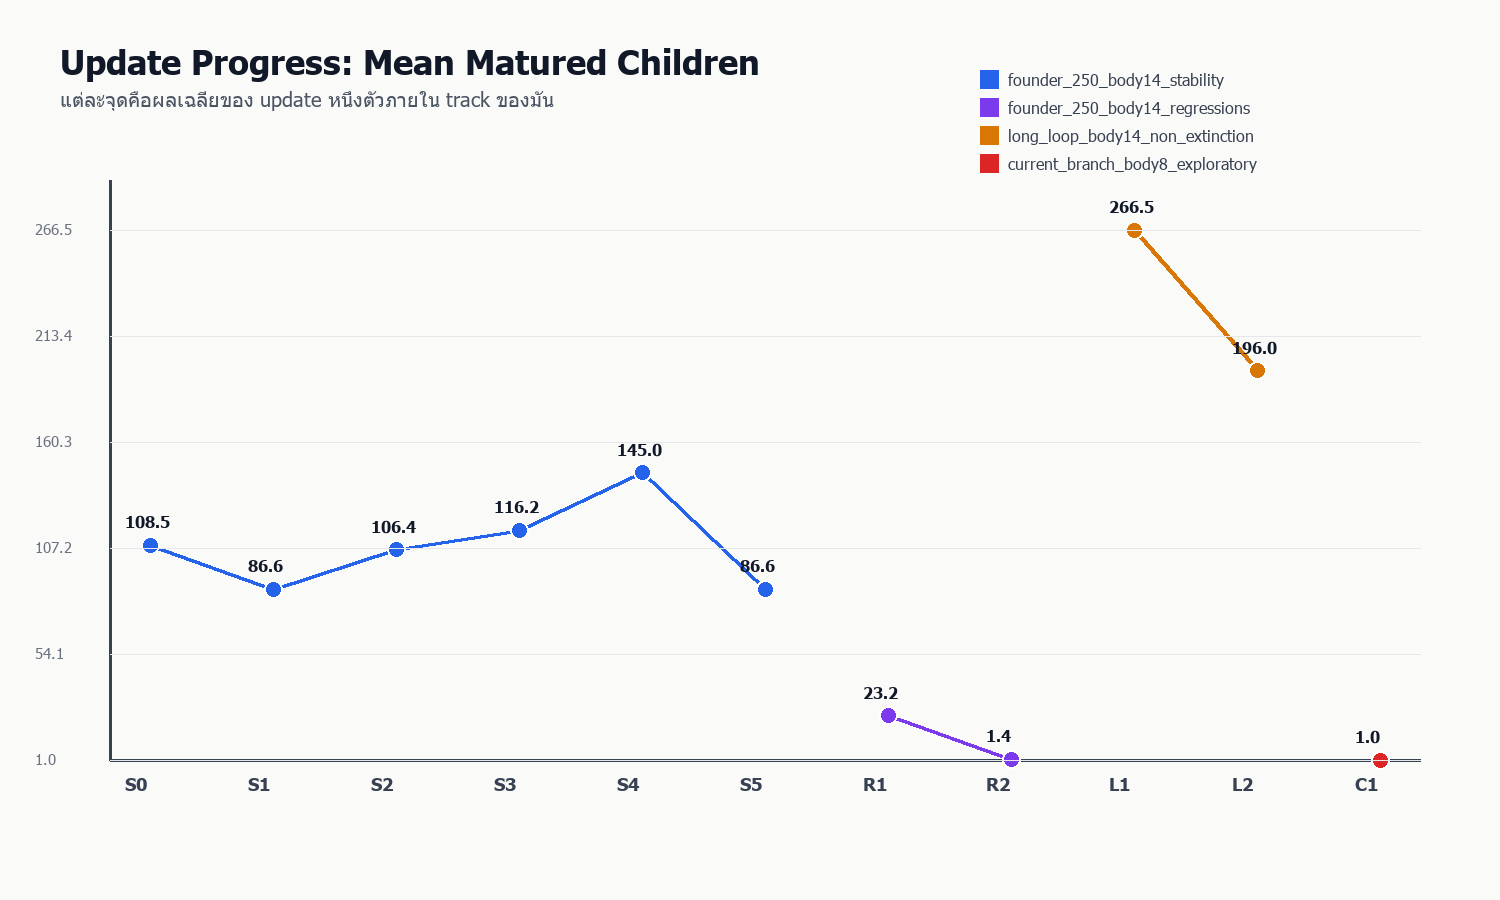 Update Progress: Mean Matured Children
แต่ละจุดคือผลเฉลี่ยของ update หนึ่งตัวภายใน track ของมัน
founder_250_body14_stability
founder_250_body14_regressions
long_loop_body14_non_extinction
current_branch_body8_exploratory
266.5
213.4
160.3
107.2
54.1
1.0
108.5
86.6
106.4
116.2
145.0
86.6
23.2
1.4
266.5
196.0
1.0
S0 S1 S2 S3 S4 S5 R1 R2 L1 L2 C1